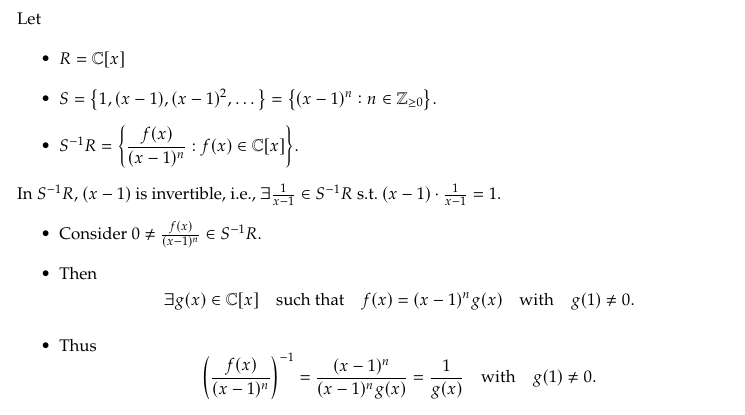 Let
• R = ℂ[x]
• S = {1, (x − 1), (x − 1)², . . . } = {(x − 1)ⁿ : n ∈ ℤ≥0}.
• S⁻¹R = { f(x) / (x − 1)ⁿ : f(x) ∈ ℂ[x] }.
In S⁻¹R, (x − 1) is invertible, i.e., ∃ 1/(x−1) ∈ S⁻¹R s.t. (x − 1) · 1/(x−1) = 1.
• Consider 0 ≠ f(x)/(x−1)ⁿ ∈ S⁻¹R.
• Then
∃g(x) ∈ ℂ[x] such that f(x) = (x − 1)ⁿg(x) with g(1) ≠ 0.
• Thus
( f(x) / (x − 1)ⁿ )⁻¹ = (x − 1)ⁿ / (x − 1)ⁿg(x) = 1 / g(x) with g(1) ≠ 0.